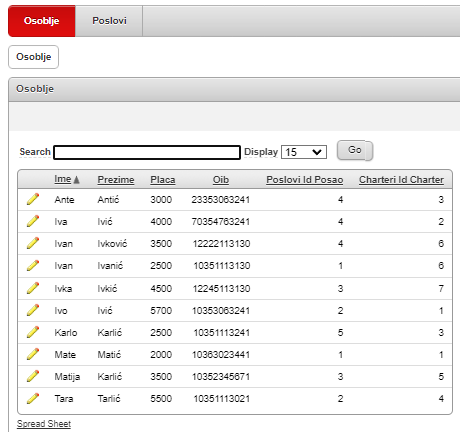 Osoblje Poslovi
Osoblje
Osoblje
Search Display 15 Go
Ime Prezime Placa Oib Poslovi Id Posao Charteri Id Charter
Ante Antić 3000 23353063241 4 3
Iva Ivić 4000 70354763241 4 2
Ivan Ivković 3500 12222113130 4 6
Ivan Ivanić 2500 10351113130 1 6
Ivka Ivkić 4500 12245113130 3 7
Ivo Ivić 5700 10353063241 2 1
Karlo Karlić 2500 10351113241 5 3
Mate Matić 2000 10363023441 1 1
Matija Karlić 3500 10352345671 3 5
Tara Tarlić 5500 10351113021 2 4
Spread Sheet